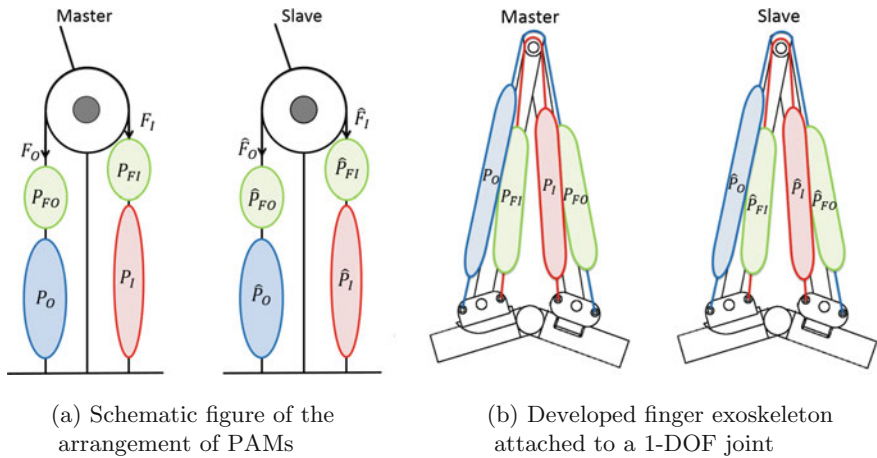 Master
Slave
F_O
F_I
F̂_O
F̂_I
P_FO
P_FI
P̂_FO
P̂_FI
P_O
P_I
P̂_O
P̂_I
(a) Schematic figure of the
arrangement of PAMs
Master
Slave
P_O
P_FI
P_I
P_FO
P̂_O
P̂_FI
P̂_I
P̂_FO
(b) Developed finger exoskeleton
attached to a 1-DOF joint